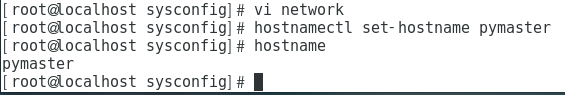 [root@localhost sysconfig]# vi network
[root@localhost sysconfig]# hostnamectl set-hostname pymaster
[root@localhost sysconfig]# hostname
pymaster
[root@localhost sysconfig]#